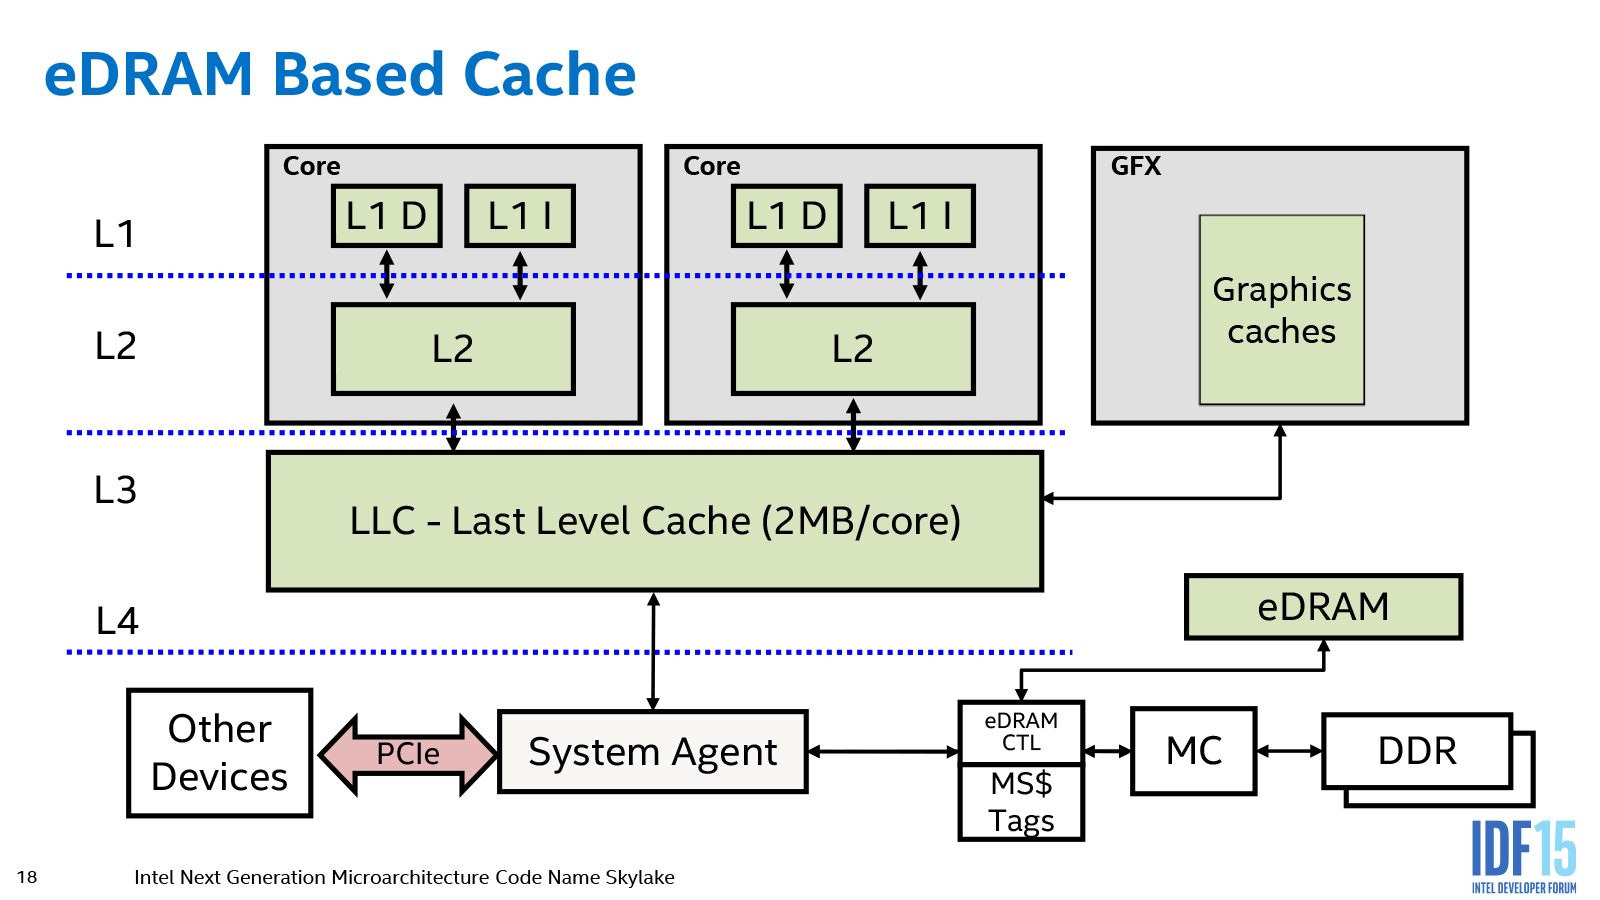 eDRAM Based Cache
Core
Core
GFX
L1
L1 D
L1 I
L1 D
L1 I
L2
L2
L2
Graphics
caches
L3
LLC - Last Level Cache (2MB/core)
L4
eDRAM
Other
Devices
PCIe
System Agent
eDRAM
CTL
MS$
Tags
MC
DDR
IDF15
INTEL DEVELOPER FORUM
18
Intel Next Generation Microarchitecture Code Name Skylake